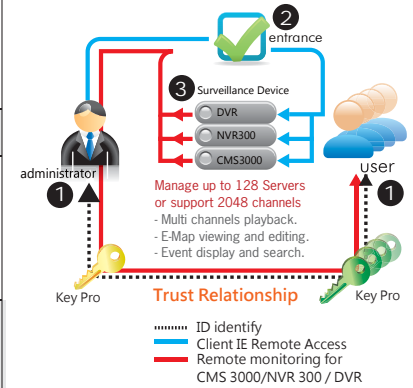 2
entrance
3 Surveillance Device
DVR
NVR300
CMS3000
administrator
user
1
1
Manage up to 128 Servers
or support 2048 channels
- Multi channels playback.
- E-Map viewing and editing.
- Event display and search.
Key Pro
Trust Relationship
Key Pro
ID identify
Client IE Remote Access
Remote monitoring for
CMS 3000/NVR 300 / DVR